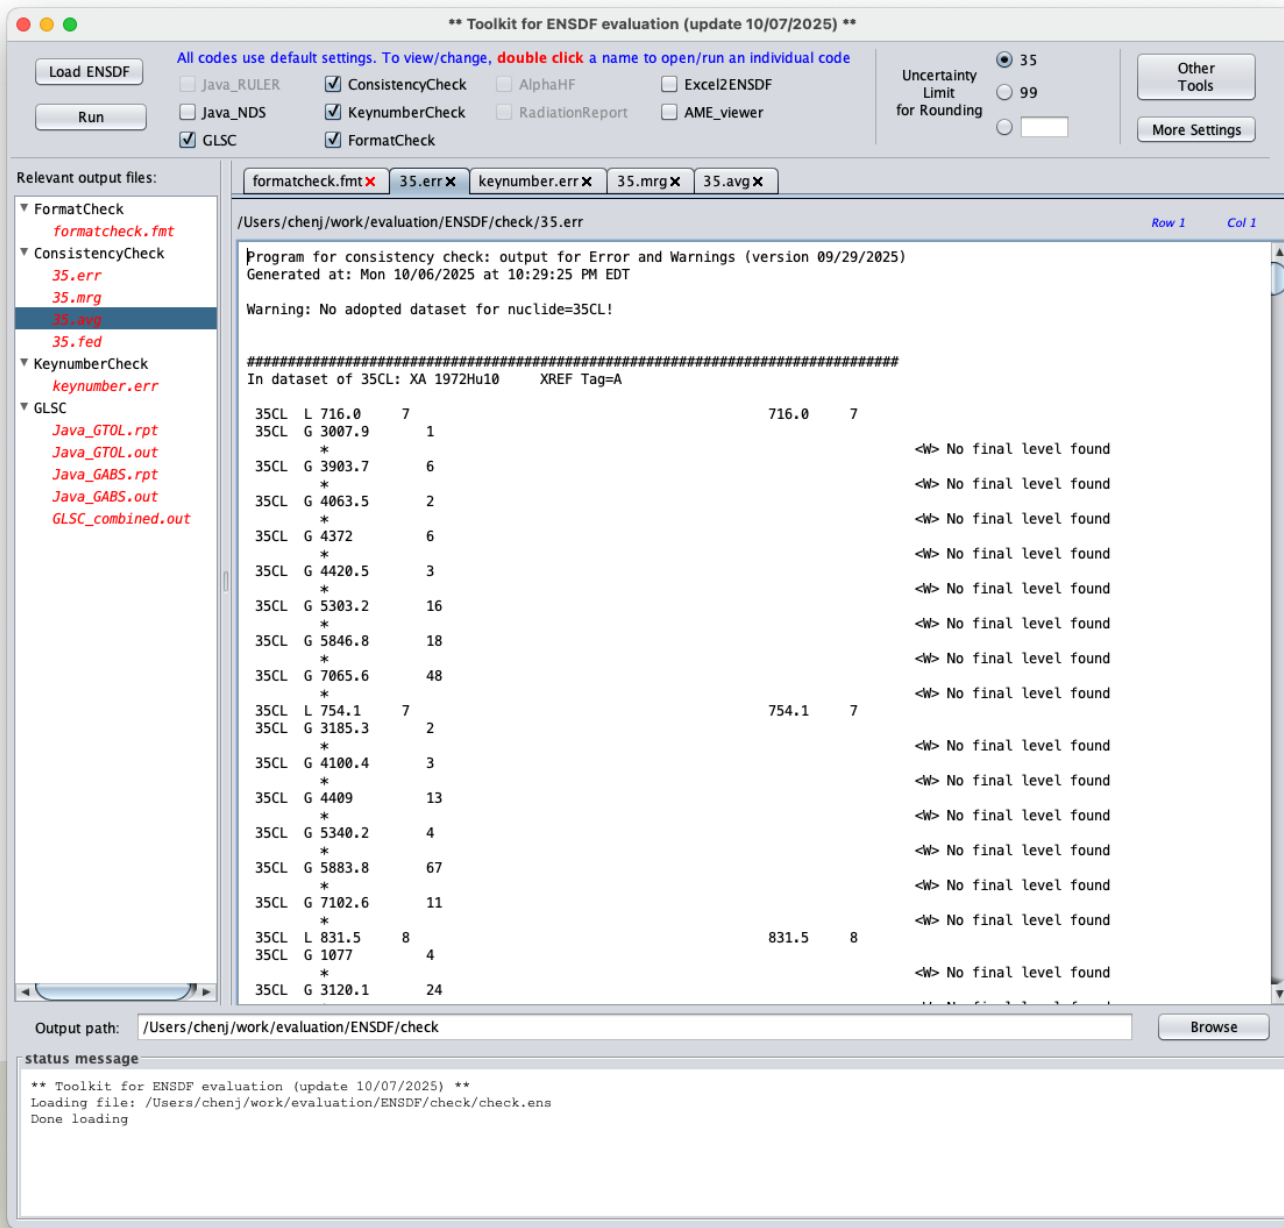 ** Toolkit for ENSDF evaluation (update 10/07/2025) **
Load ENSDF
Run
All codes use default settings. To view/change, double click a name to open/run an individual code
Java_RULER ConsistencyCheck AlphaHF Excel2ENSDF
Java_NDS KeynumberCheck RadiationReport AME_viewer
GLSC FormatCheck
Uncertainty
Limit
for Rounding
35
99
Other
Tools
More Settings
Relevant output files:
FormatCheck
formatcheck.fmt
ConsistencyCheck
35.err
35.mrg
35.avg
35.fed
KeynumberCheck
keynumber.err
GLSC
Java_GTOL.rpt
Java_GTOL.out
Java_GABS.rpt
Java_GABS.out
GLSC_combined.out
formatcheck.fmt 35.err keynumber.err 35.mrg 35.avg
/Users/chenj/work/evaluation/ENSDF/check/35.err Row 1 Col 1
Program for consistency check: output for Error and Warnings (version 09/29/2025)
Generated at: Mon 10/06/2025 at 10:29:25 PM EDT
Warning: No adopted dataset for nuclide=35CL!
################################################################################
In dataset of 35CL: XA 1972Hu10 XREF Tag=A
35CL L 716.0 7 716.0 7
35CL G 3007.9 1
* <W> No final level found
35CL G 3903.7 6
* <W> No final level found
35CL G 4063.5 2
* <W> No final level found
35CL G 4372 6
* <W> No final level found
35CL G 4420.5 3
* <W> No final level found
35CL G 5303.2 16
* <W> No final level found
35CL G 5846.8 18
* <W> No final level found
35CL G 7065.6 48
* <W> No final level found
35CL L 754.1 7 754.1 7
35CL G 3185.3 2
* <W> No final level found
35CL G 4100.4 3
* <W> No final level found
35CL G 4409 13
* <W> No final level found
35CL G 5340.2 4
* <W> No final level found
35CL G 5883.8 67
* <W> No final level found
35CL G 7102.6 11
* <W> No final level found
35CL L 831.5 8 831.5 8
35CL G 1077 4
* <W> No final level found
35CL G 3120.1 24
Output path: /Users/chenj/work/evaluation/ENSDF/check Browse
status message
** Toolkit for ENSDF evaluation (update 10/07/2025) **
Loading file: /Users/chenj/work/evaluation/ENSDF/check/check.ens
Done loading